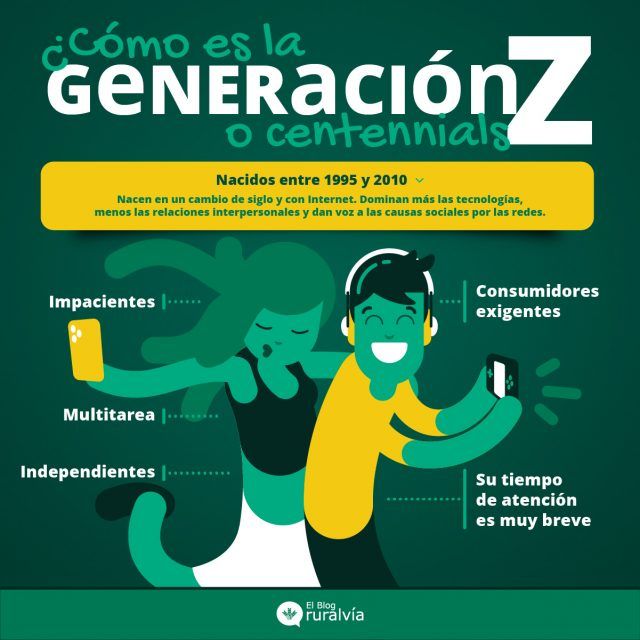 ¿Cómo es la
GeNERaCióN Z
o centennials
Nacidos entre 1995 y 2010
Nacen en un cambio de siglo y con Internet. Dominan más las tecnologías,
menos las relaciones interpersonales y dan voz a las causas sociales por las redes.
Impacientes
Multitarea
Independientes
Consumidores
exigentes
Su tiempo
de atención
es muy breve
El Blog
ruralvía